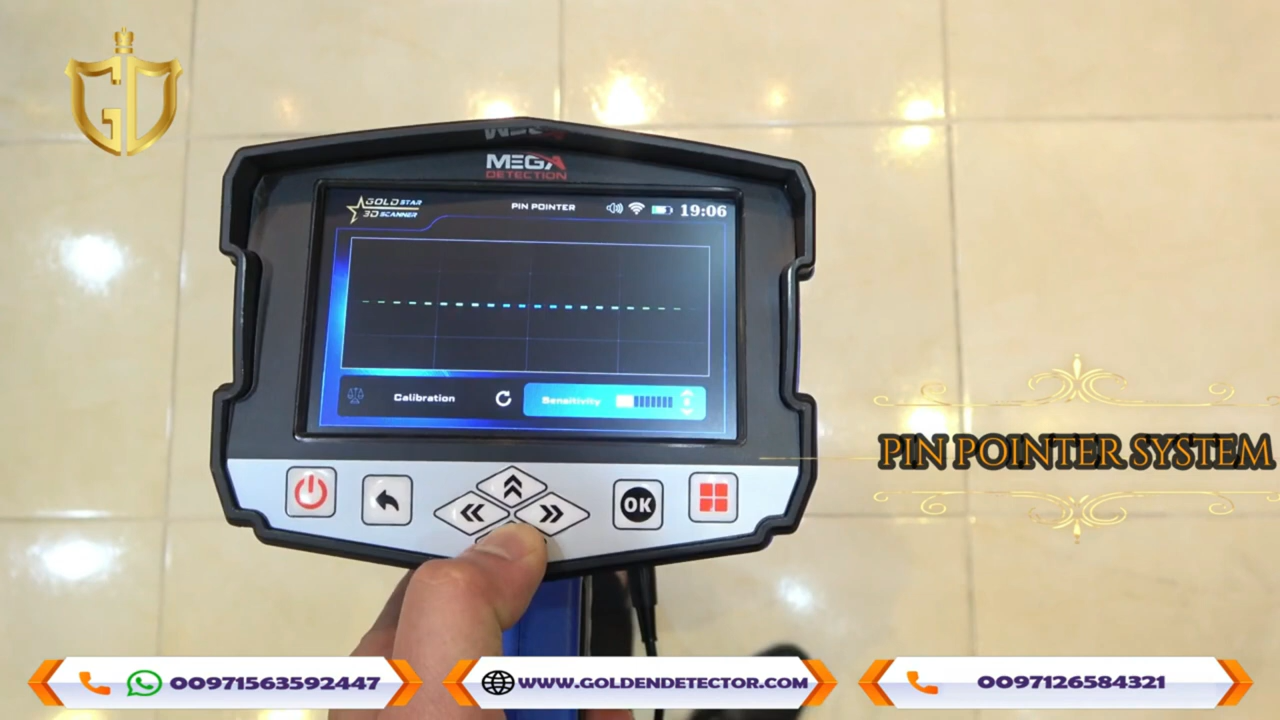 GD
MEGA
DETECTION
GOLD STAR
3D SCANNER
PIN POINTER
19:06
Calibration
Sensitivity
OK
PIN POINTER SYSTEM
00971563592447
WWW.GOLDENDETECTOR.COM
0097126584321